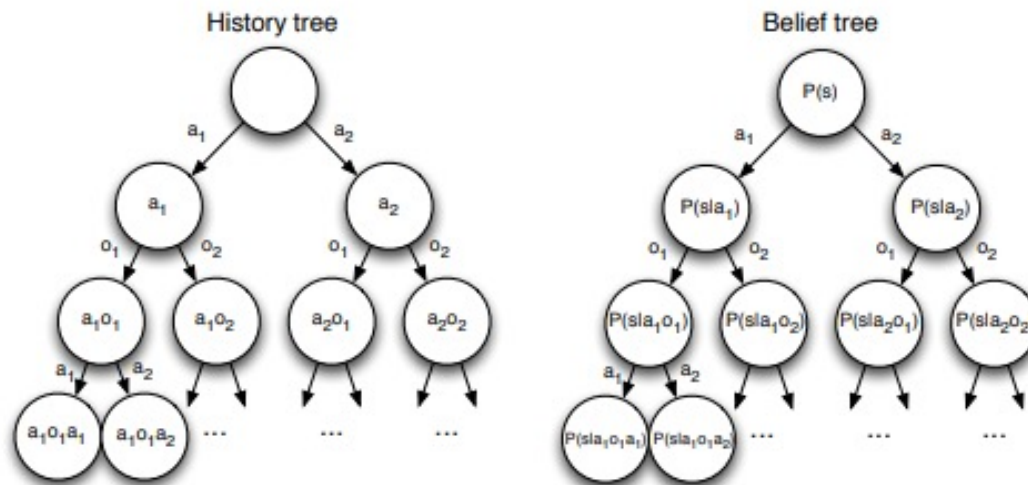 History tree Belief tree
P(s)
a₁ a₂ a₁ a₂
a₁ a₂ P(s|a₁) P(s|a₂)
o₁ o₂ o₁ o₂ o₁ o₂ o₁ o₂
a₁o₁ a₁o₂ a₂o₁ a₂o₂ P(s|a₁o₁) P(s|a₁o₂) P(s|a₂o₁) P(s|a₂o₂
a₁ a₂ a₁ a₂
a₁o₁a₁ a₁o₁a₂ ... ... ... P(s|a₁o₁a₁) P(s|a₁o₁a₂) ... ... ...